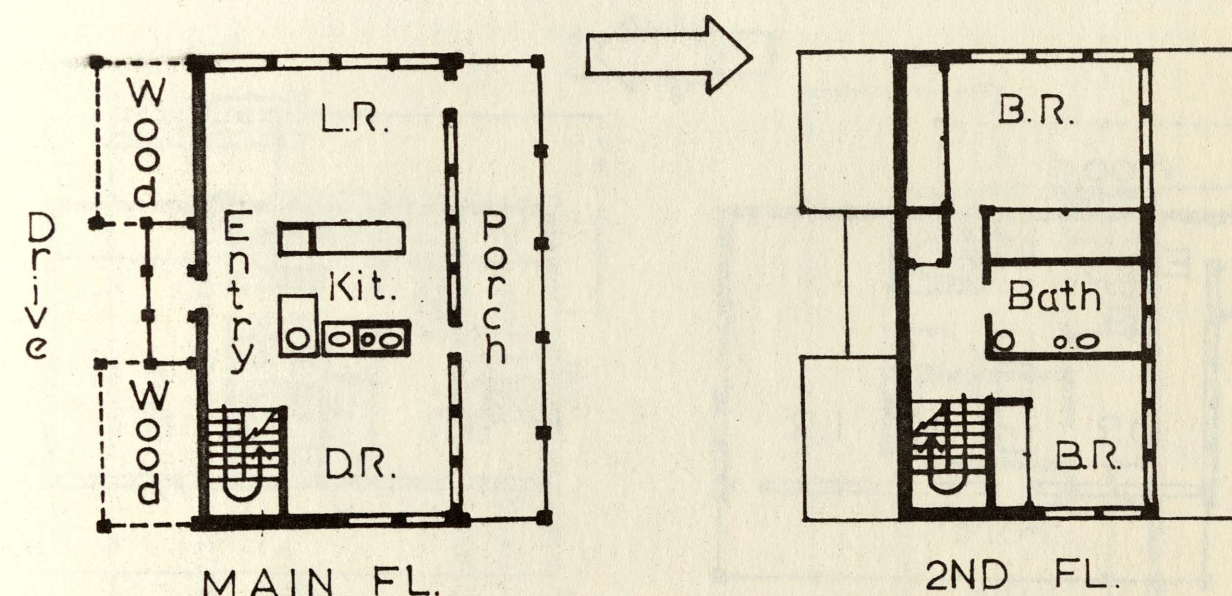 Drive
Wood
Wood
Entry
L.R.
Kit.
D.R.
Porch
MAIN FL.
B.R.
Bath
B.R.
2ND FL.